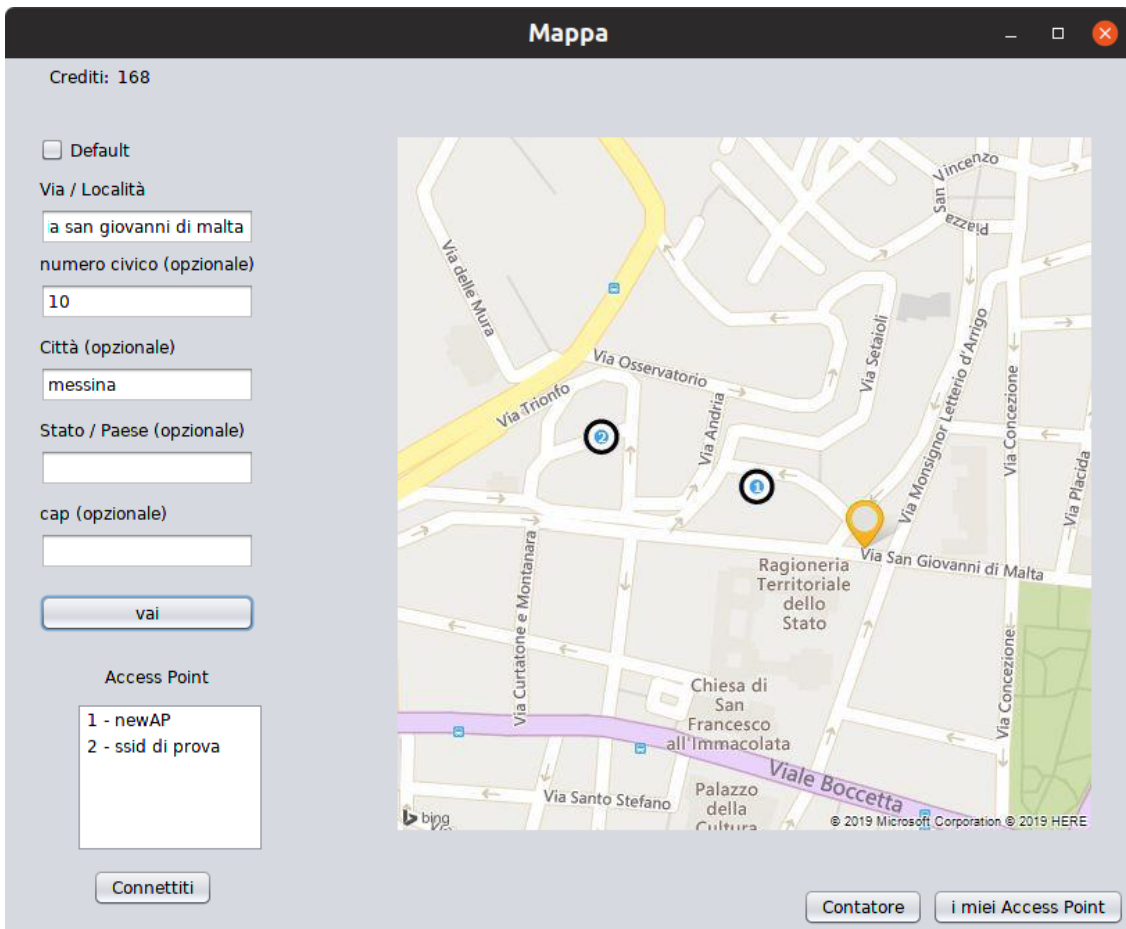 Mappa
Crediti: 168
Default
Via / Località
a san giovanni di malta
numero civico (opzionale)
10
Città (opzionale)
messina
Stato / Paese (opzionale)
cap (opzionale)
vai
Access Point
1 - newAP
2 - ssid di prova
Connettiti
San Vincenzo
piazza
Via delle Mura
Via Setaioli
Via Osservatorio
Via Monsignor Letterio d'Arrigo
Via Concezione
Via Trionfo
Via Andria
2
1
Via Placida
Via San Giovanni di Malta
Ragioneria
Territoriale
dello
Stato
Via Curtatone e Montanara
Via Concezione
Chiesa di
San
Francesco
all'Immacolata
Viale Boccetta
Via Santo Stefano
Palazzo
della
Cultura
bing
© 2019 Microsoft Corporation © 2019 HERE
Contatore
i miei Access Point